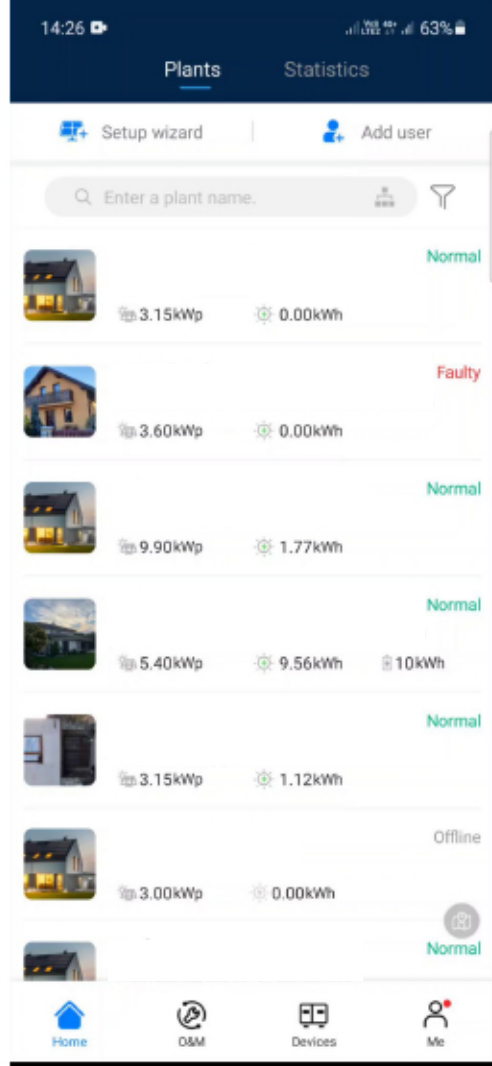 14:26 63%
Plants Statistics
Setup wizard Add user
Enter a plant name.
Normal
3.15kWp 0.00kWh
Faulty
3.60kWp 0.00kWh
Normal
9.90kWp 1.77kWh
Normal
5.40kWp 9.56kWh 10kWh
Normal
3.15kWp 1.12kWh
Offline
3.00kWp 0.00kWh
Normal
Home O&M Devices Me